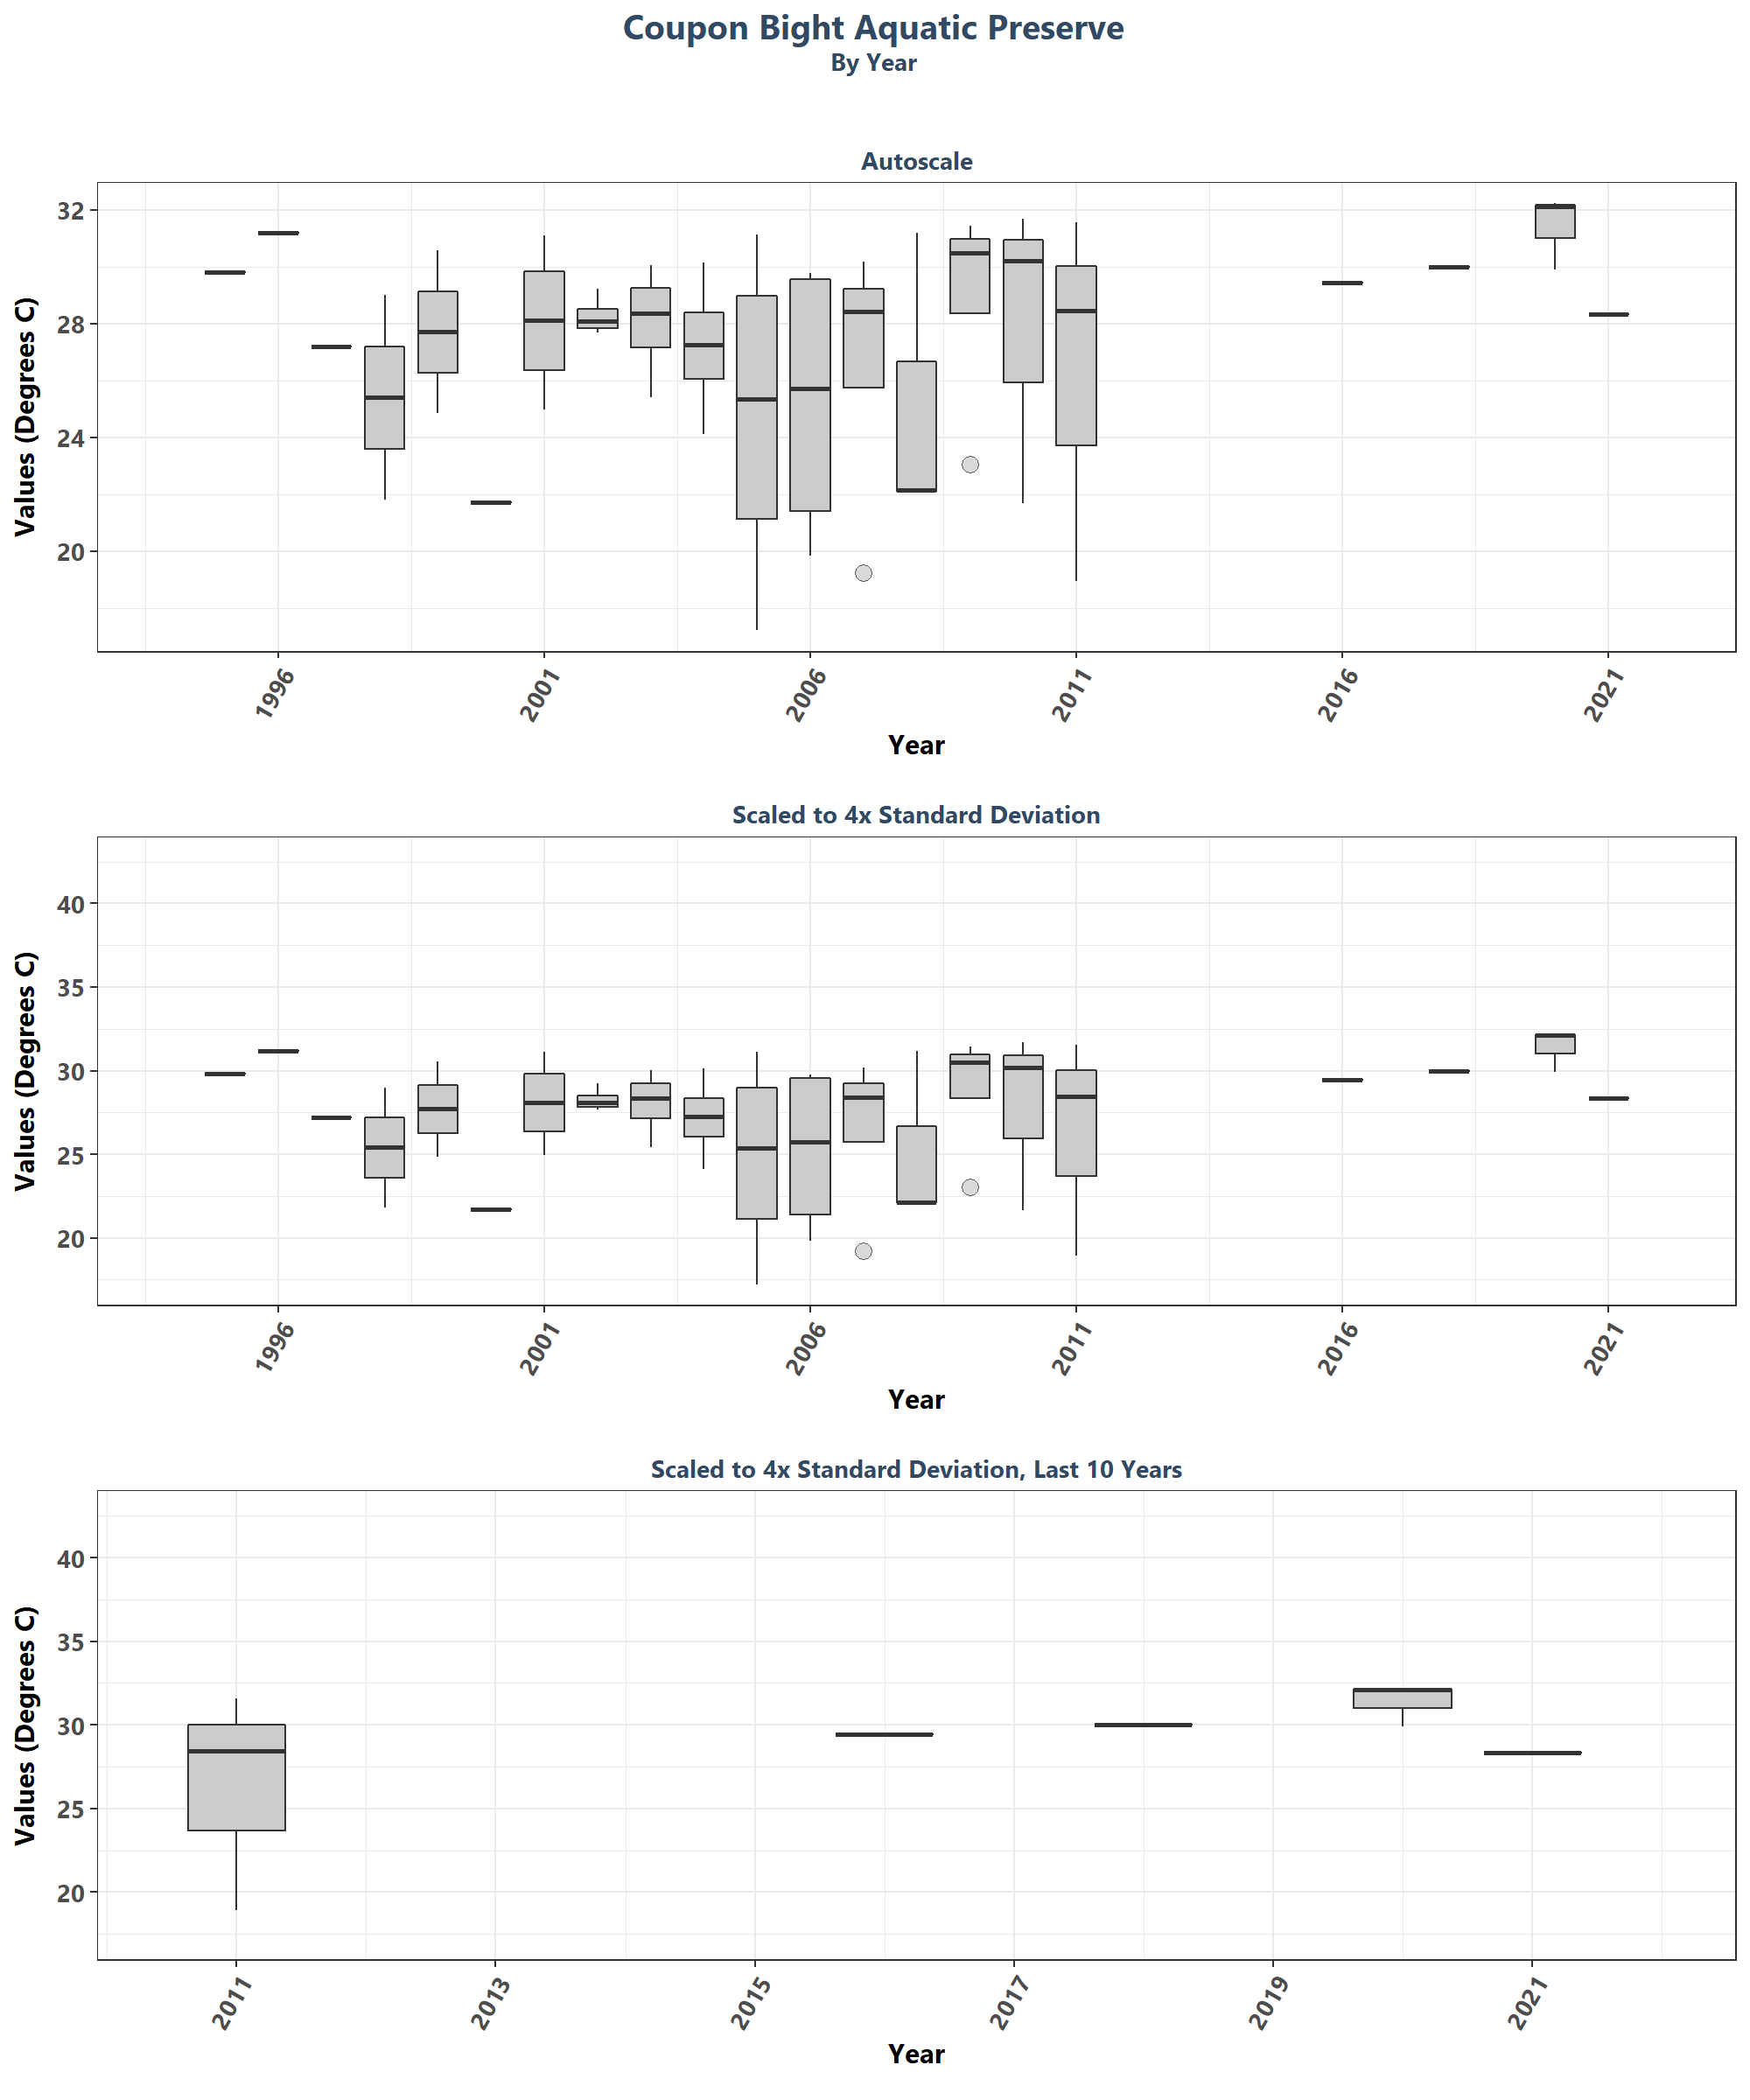 Coupon Bight Aquatic Preserve
By Year
Autoscale
Values (Degrees C)
32
28
24
20
1996
2001
2006
2011
2016
2021
Year
Scaled to 4x Standard Deviation
Values (Degrees C)
40
35
30
25
20
1996
2001
2006
2011
2016
2021
Year
Scaled to 4x Standard Deviation, Last 10 Years
Values (Degrees C)
40
35
30
25
20
2011
2013
2015
2017
2019
2021
Year